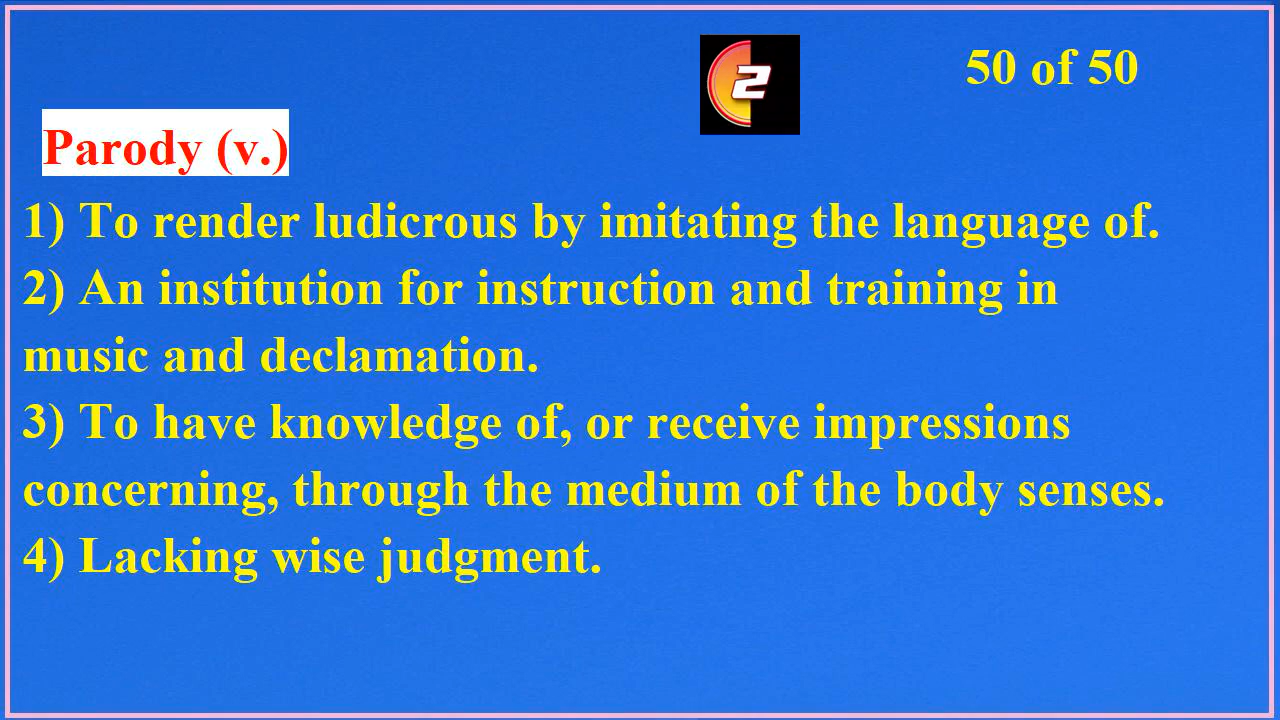 2
50 of 50
Parody (v.)
1) To render ludicrous by imitating the language of.
2) An institution for instruction and training in
music and declamation.
3) To have knowledge of, or receive impressions
concerning, through the medium of the body senses.
4) Lacking wise judgment.